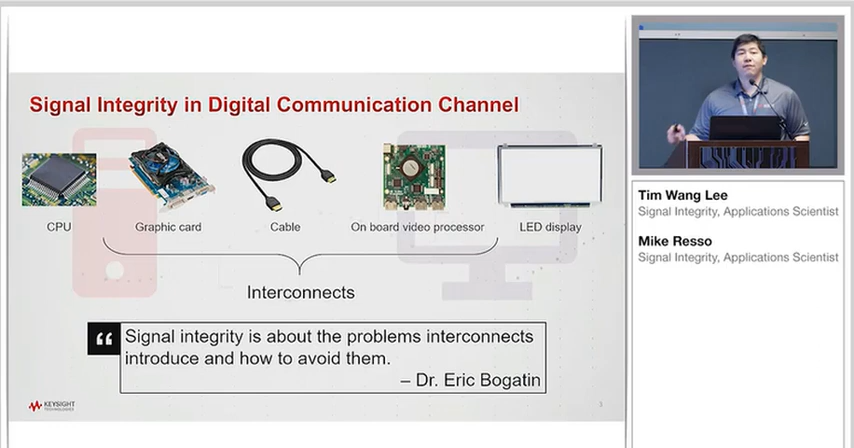 Signal Integrity in Digital Communication Channel
CPU
Graphic card
Cable
On board video processor
LED display
Interconnects
“
Signal integrity is about the problems interconnects
introduce and how to avoid them.
– Dr. Eric Bogatin
KEYSIGHT
TECHNOLOGIES
3
Tim Wang Lee
Signal Integrity, Applications Scientist
Mike Resso
Signal Integrity, Applications Scientist